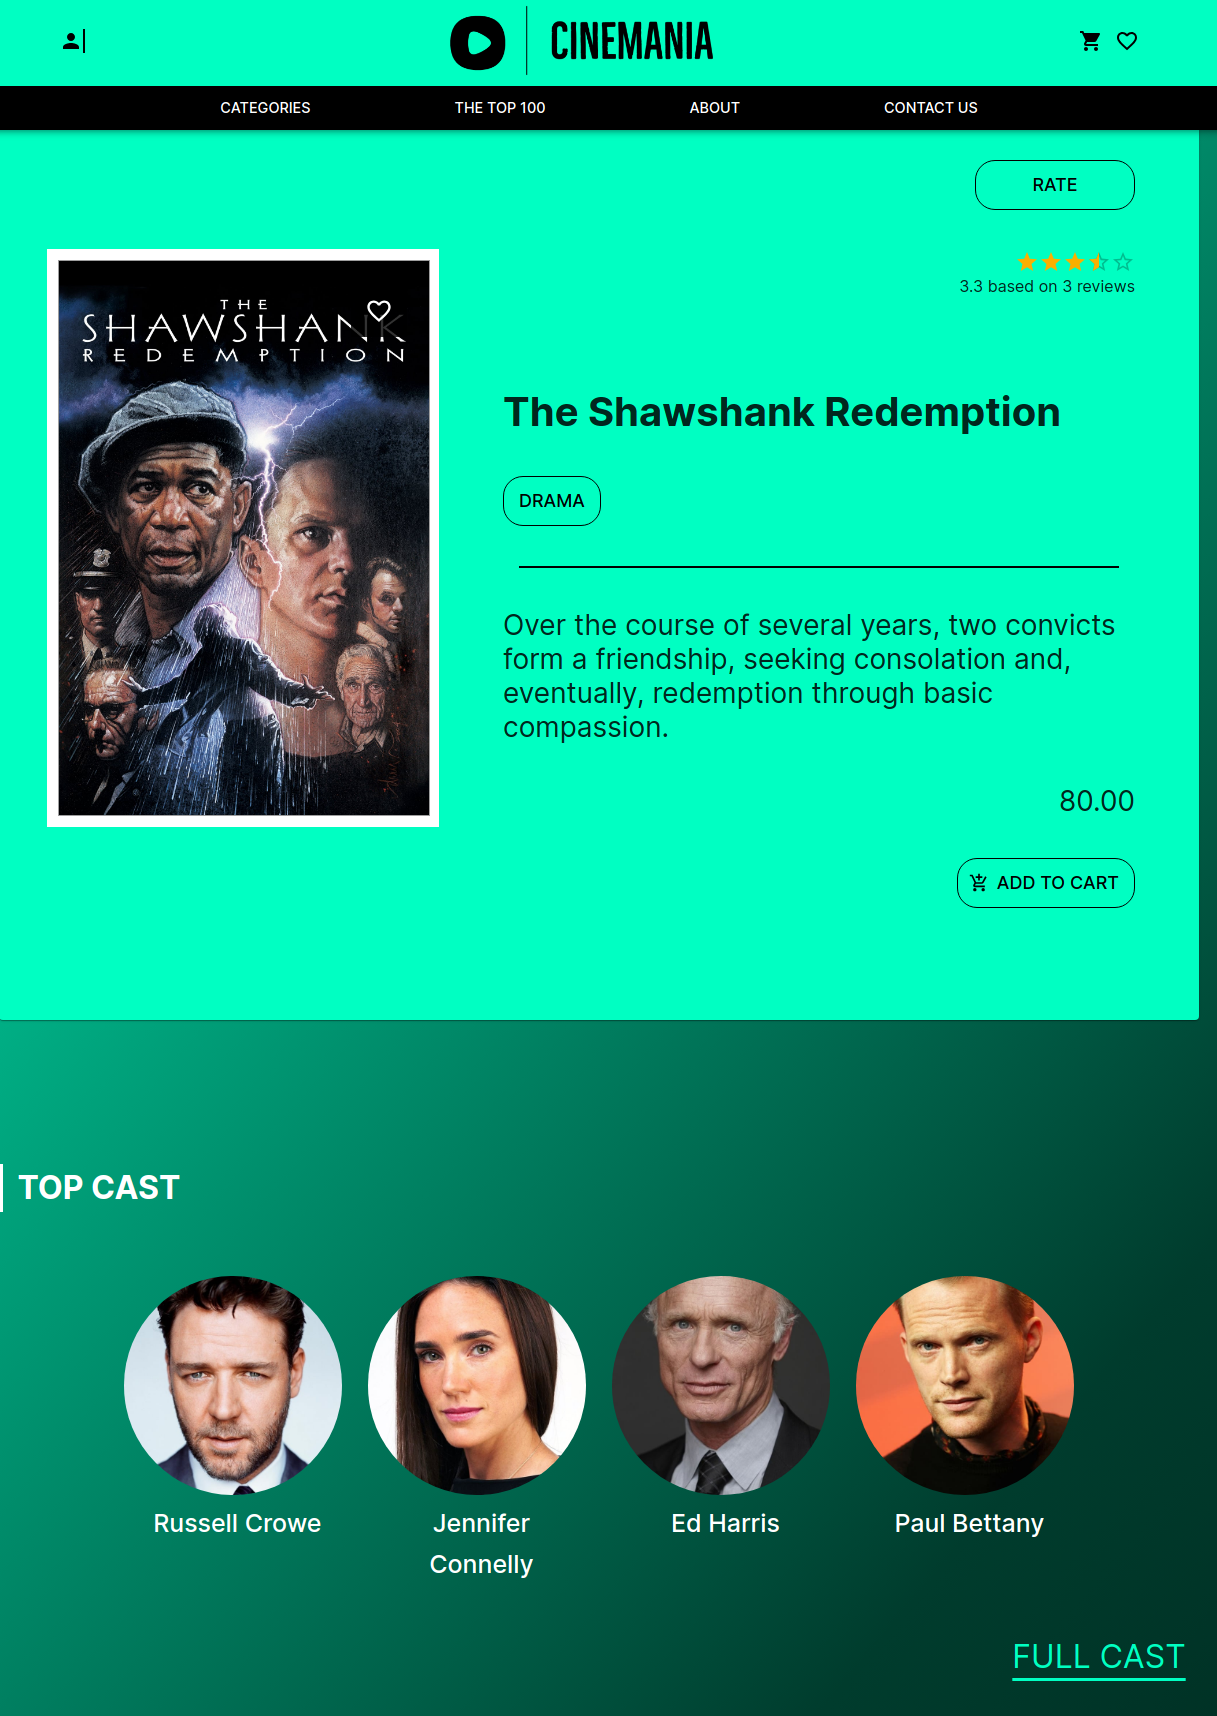 CINEMANIA
CATEGORIES
THE TOP 100
ABOUT
CONTACT US
RATE
3.3 based on 3 reviews
THE
SHAWSHANK
REDEMPTION
The Shawshank Redemption
DRAMA
Over the course of several years, two convicts
form a friendship, seeking consolation and,
eventually, redemption through basic
compassion.
80.00
ADD TO CART
TOP CAST
Russell Crowe
Jennifer
Connelly
Ed Harris
Paul Bettany
FULL CAST